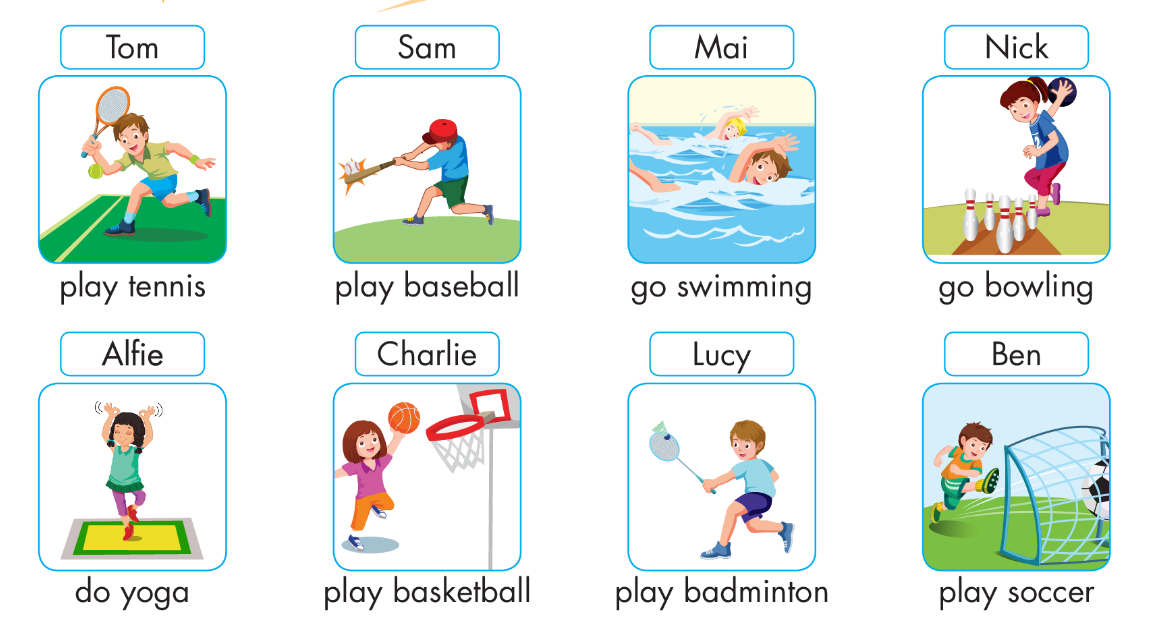 Tom
Sam
Mai
Nick
play tennis
play baseball
go swimming
go bowling
Alfie
Charlie
Lucy
Ben
do yoga
play basketball
play badminton
play soccer